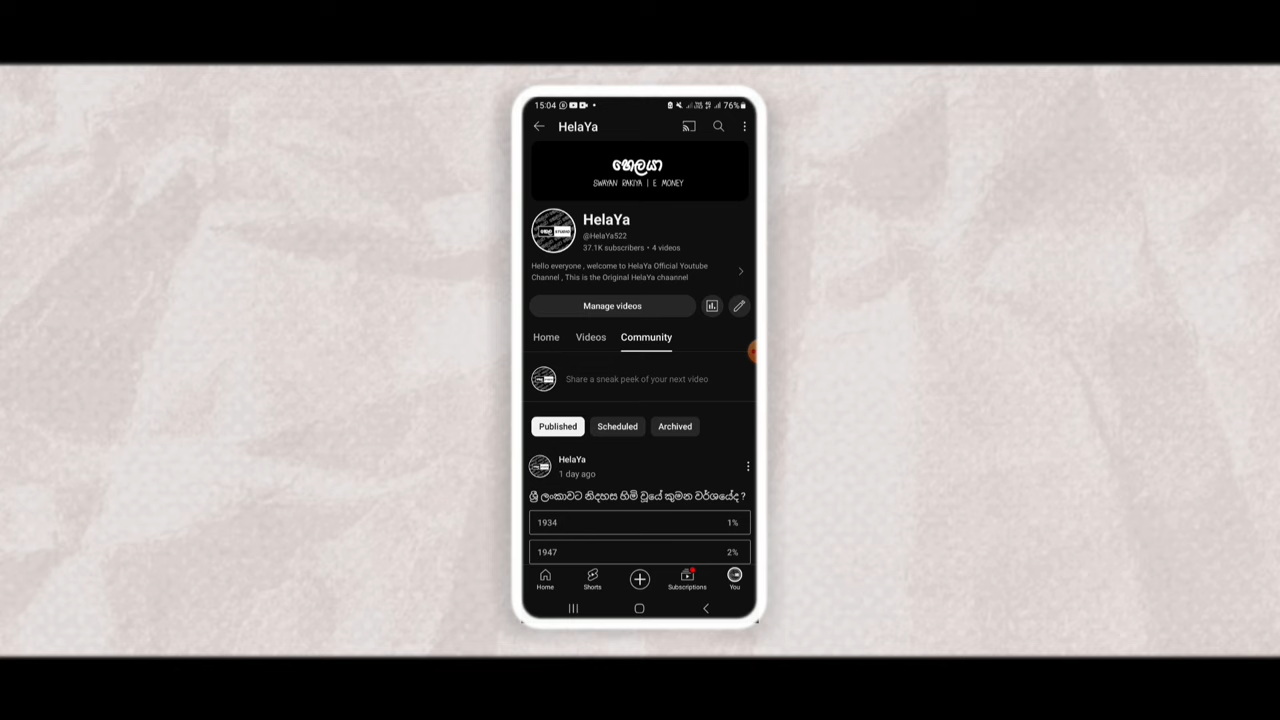 15:04
76%
HelaYa
හෙලයා
SWAYAN RAKIYA | E MONEY
HelaYa
@HelaYa522
37.1K subscribers • 4 videos
Hello everyone , welcome to HelaYa Official Youtube
Channel , This is the Original HelaYa chaannel
Manage videos
Home Videos Community
Share a sneak peek of your next video
Published Scheduled Archived
HelaYa
1 day ago
ශ්‍රී ලංකාවට නිදහස හිමි වූයේ කුමන වර්ශයේද ?
1934 1%
1947 2%
Home Shorts Subscriptions You